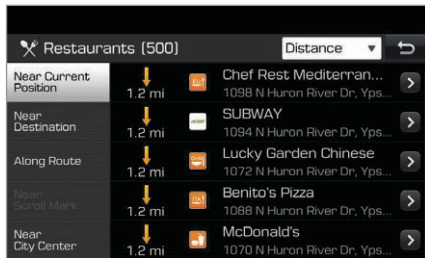 Restaurants (500)
Distance
Near Current
Position
1.2 mi
Chef Rest Mediterran...
1098 N Huron River Dr, Yps...
Near
Destination
1.2 mi
SUBWAY
1094 N Huron River Dr, Yps...
Along Route
1.2 mi
Lucky Garden Chinese
1072 N Huron River Dr, Yps...
Near
Scroll Mark
1.2 mi
Benito's Pizza
1088 N Huron River Dr, Yps...
Near
City Center
1.2 mi
McDonald's
1070 N Huron River Dr, Yps...